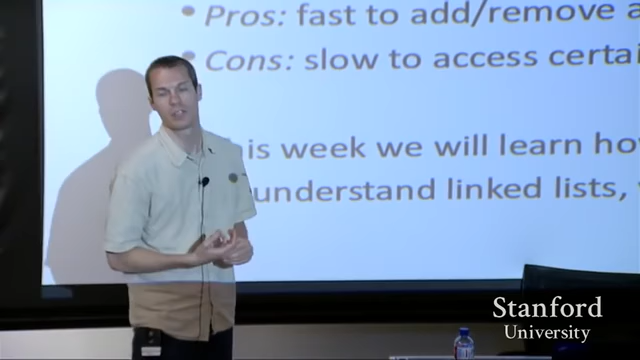 • Pros: fast to add/remove a
• Cons: slow to access certai
his week we will learn ho
understand linked lists,
Stanford
University